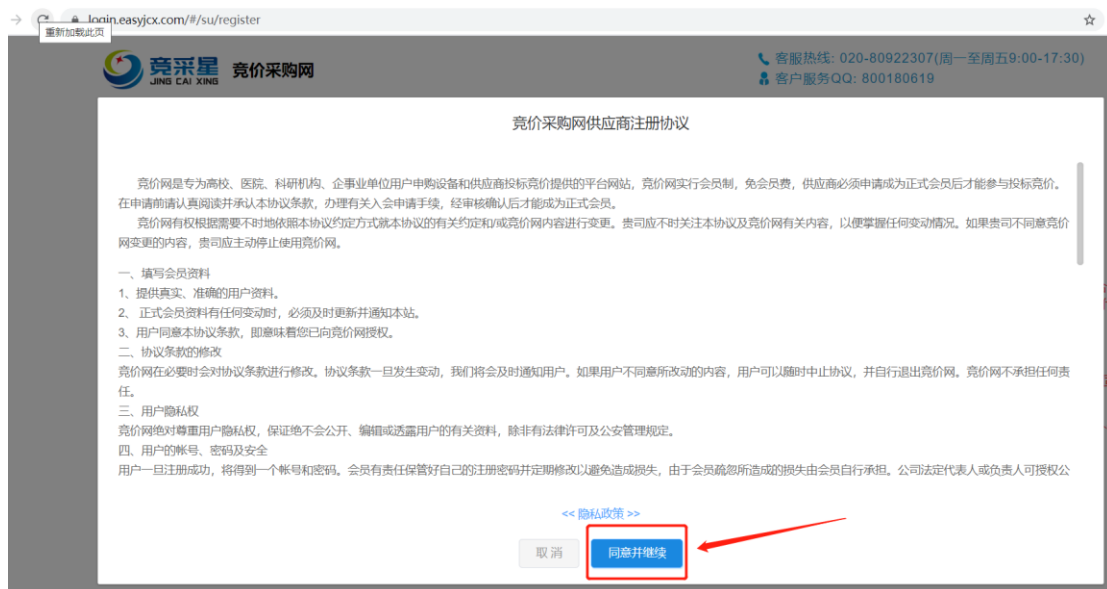 login.easyjcx.com/#/su/register
重新加载此页
竞采星
JING CAI XING
竞价采购网
客服热线: 020-80922307(周一至周五9:00-17:30)
客户服务QQ: 800180619
竞价采购网供应商注册协议
竞价网是专为高校、医院、科研机构、企事业单位用户申购设备和供应商投标竞价提供的平台网站，竞价网实行会员制，免会员费，供应商必须申请成为正式会员后才能参与投标竞价。
在申请前请认真阅读并承认本协议条款，办理有关入会申请手续，经审核确认后才能成为正式会员。
竞价网有权根据需要不时地依照本协议约定方式就本协议的有关约定和/或竞价网内容进行变更。贵司应不时关注本协议及竞价网有关内容，以便掌握任何变动情况。如果贵司不同意竞价
网变更的内容，贵司应主动停止使用竞价网。
一、填写会员资料
1、提供真实、准确的用户资料。
2、 正式会员资料有任何变动时，必须及时更新并通知本站。
3、用户同意本协议条款，即意味着您已向竞价网授权。
二、协议条款的修改
竞价网在必要时会对协议条款进行修改。协议条款一旦发生变动，我们将会及时通知用户。如果用户不同意所改动的内容，用户可以随时中止协议，并自行退出竞价网。竞价网不承担任何责
任。
三、用户隐私权
竞价网绝对尊重用户隐私权，保证绝不会公开、编辑或透露用户的有关资料，除非有法律许可及公安管理规定。
四、用户的帐号、密码及安全
用户一旦注册成功，将得到一个帐号和密码。会员有责任保管好自己的注册密码并定期修改以避免造成损失，由于会员疏忽所造成的损失由会员自行承担。公司法定代表人或负责人可授权公
<< 隐私政策 >>
取 消
同意并继续